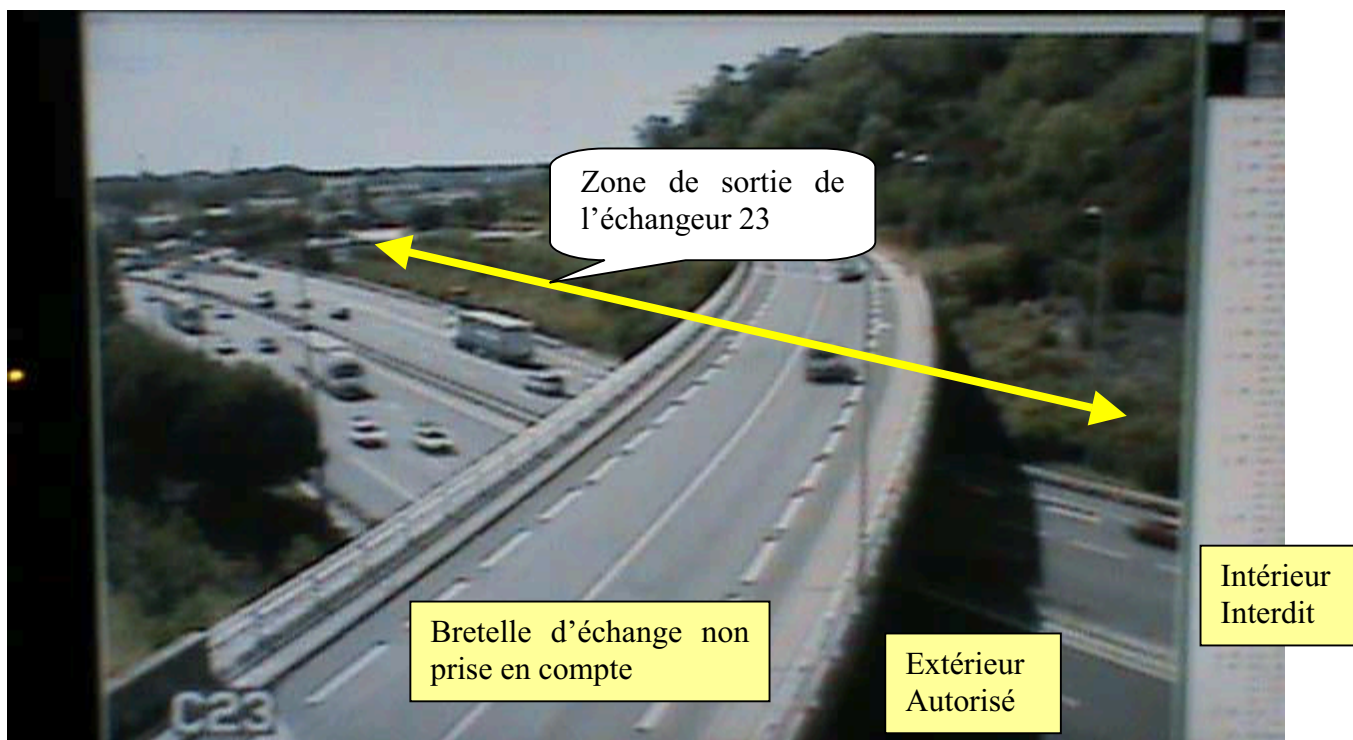 Zone de sortie de
l’échangeur 23
Intérieur
Interdit
Bretelle d’échange non
prise en compte
Extérieur
Autorisé
C23